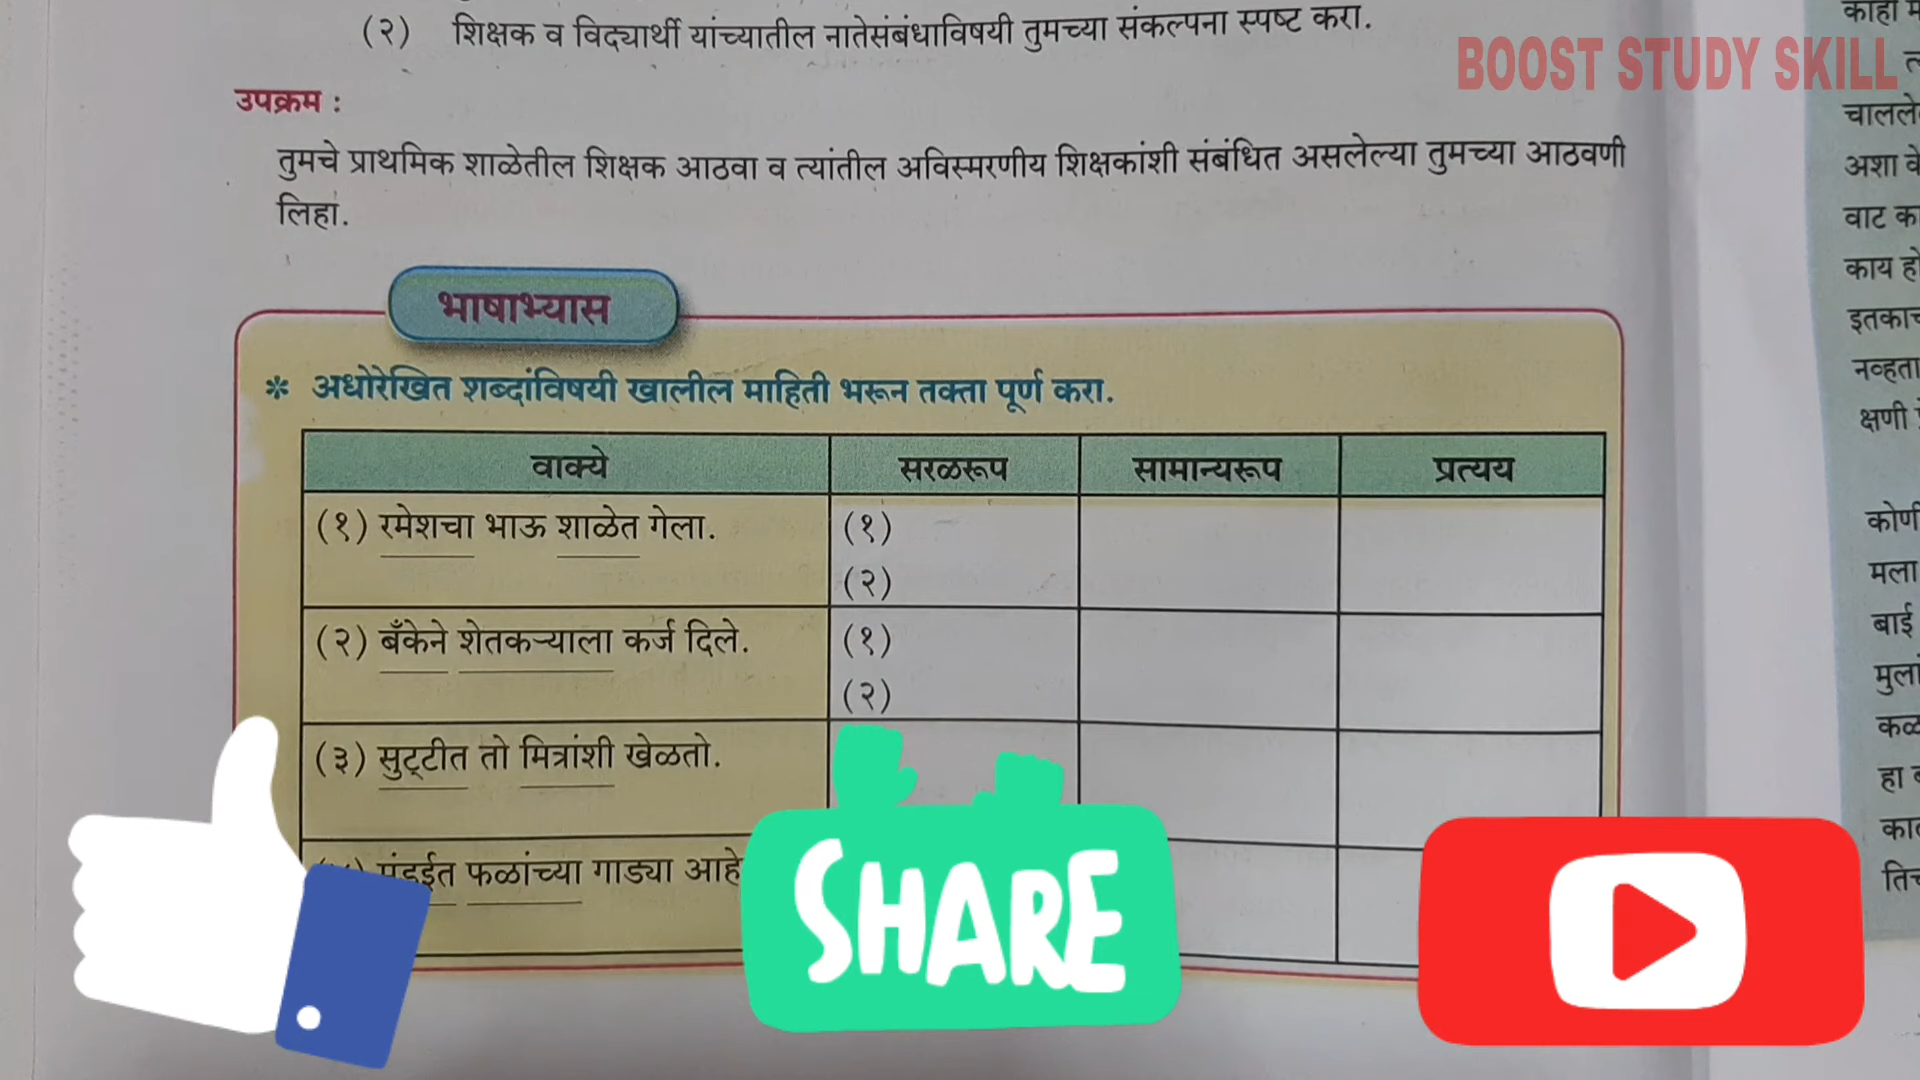 (२) शिक्षक व विद्यार्थी यांच्यातील नातेसंबंधाविषयी तुमच्या संकल्पना स्पष्ट करा.
BOOST STUDY SKILL
उपक्रम :
तुमचे प्राथमिक शाळेतील शिक्षक आठवा व त्यांतील अविस्मरणीय शिक्षकांशी संबंधित असलेल्या तुमच्या आठवणी
लिहा.
भाषाभ्यास
* अधोरेखित शब्दांविषयी खालील माहिती भरून तक्ता पूर्ण करा.
वाक्ये सरळरूप सामान्यरूप प्रत्यय
(१) रमेशचा भाऊ शाळेत गेला. (१)
(२)
(२) बँकेने शेतकऱ्याला कर्ज दिले. (१)
(२)
(३) सुट्टीत तो मित्रांशी खेळतो.
फळांच्या गाड्या आहे
SHARE
अशा
वाट
काय
नव्हता
क्षणी
मला
बाई
हा